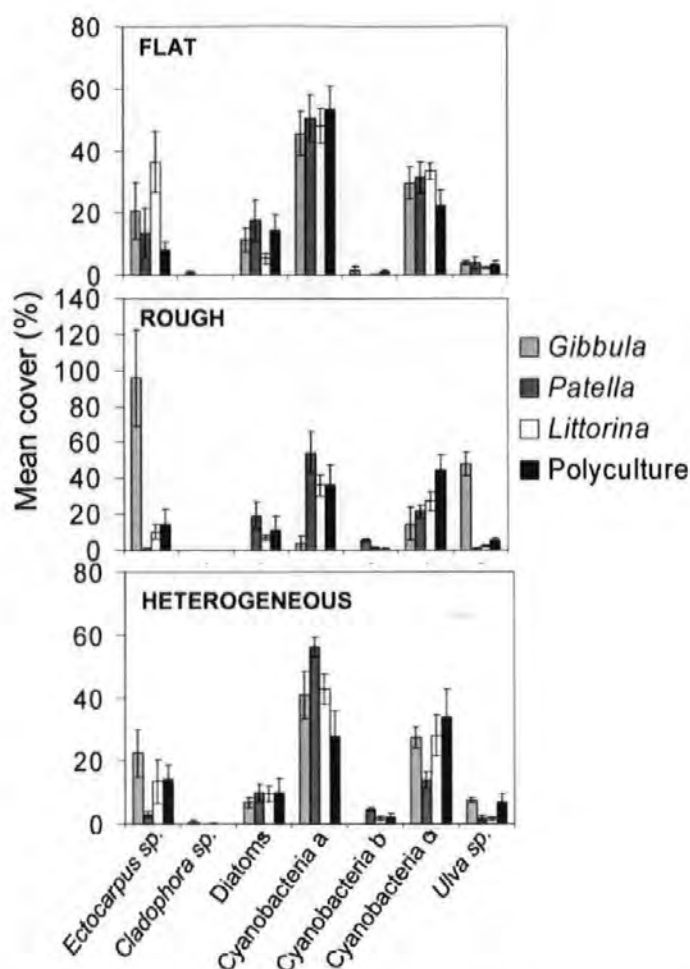 80
FLAT
60
40
20
0
140
ROUGH
120
100
80
60
40
20
0
80
HETEROGENEOUS
60
40
20
0
Mean cover (%)
Gibbula
Patella
Littorina
Polyculture
Ectocarpus sp.
Cladophora sp.
Diatoms
Cyanobacteria a
Cyanobacteria b
Cyanobacteria c
Ulva sp.